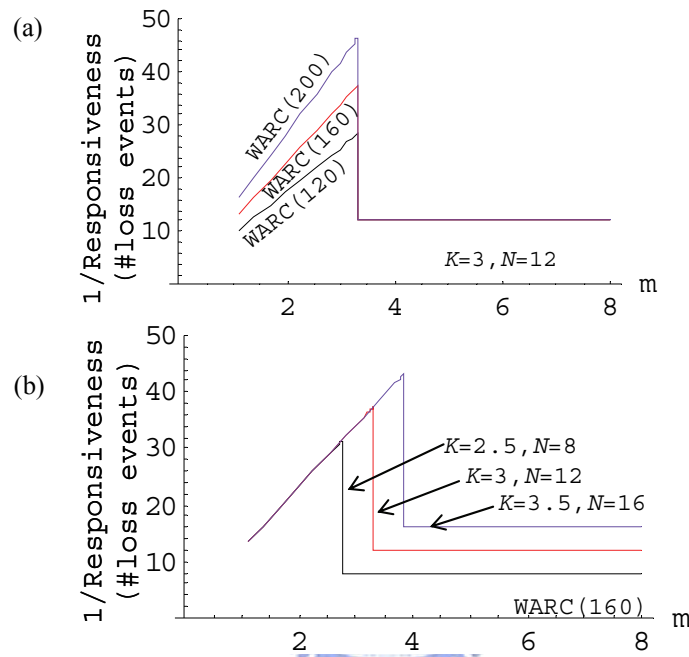 (a)
1/Responsiveness
(#loss events)
50
40
30
20
10
WARC(200)
WARC(160)
WARC(120)
K=3,N=12
2
4
6
8
m
(b)
1/Responsiveness
(#loss events)
50
40
30
20
10
K=2.5,N=8
K=3,N=12
K=3.5,N=16
WARC(160)
2
4
6
8
m